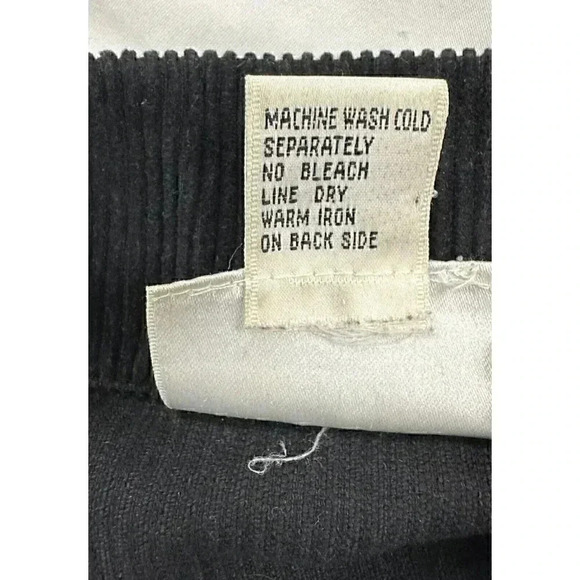 MACHINE WASH COLD
SEPARATELY
NO BLEACH
LINE DRY
WARM IRON
ON BACK SIDE